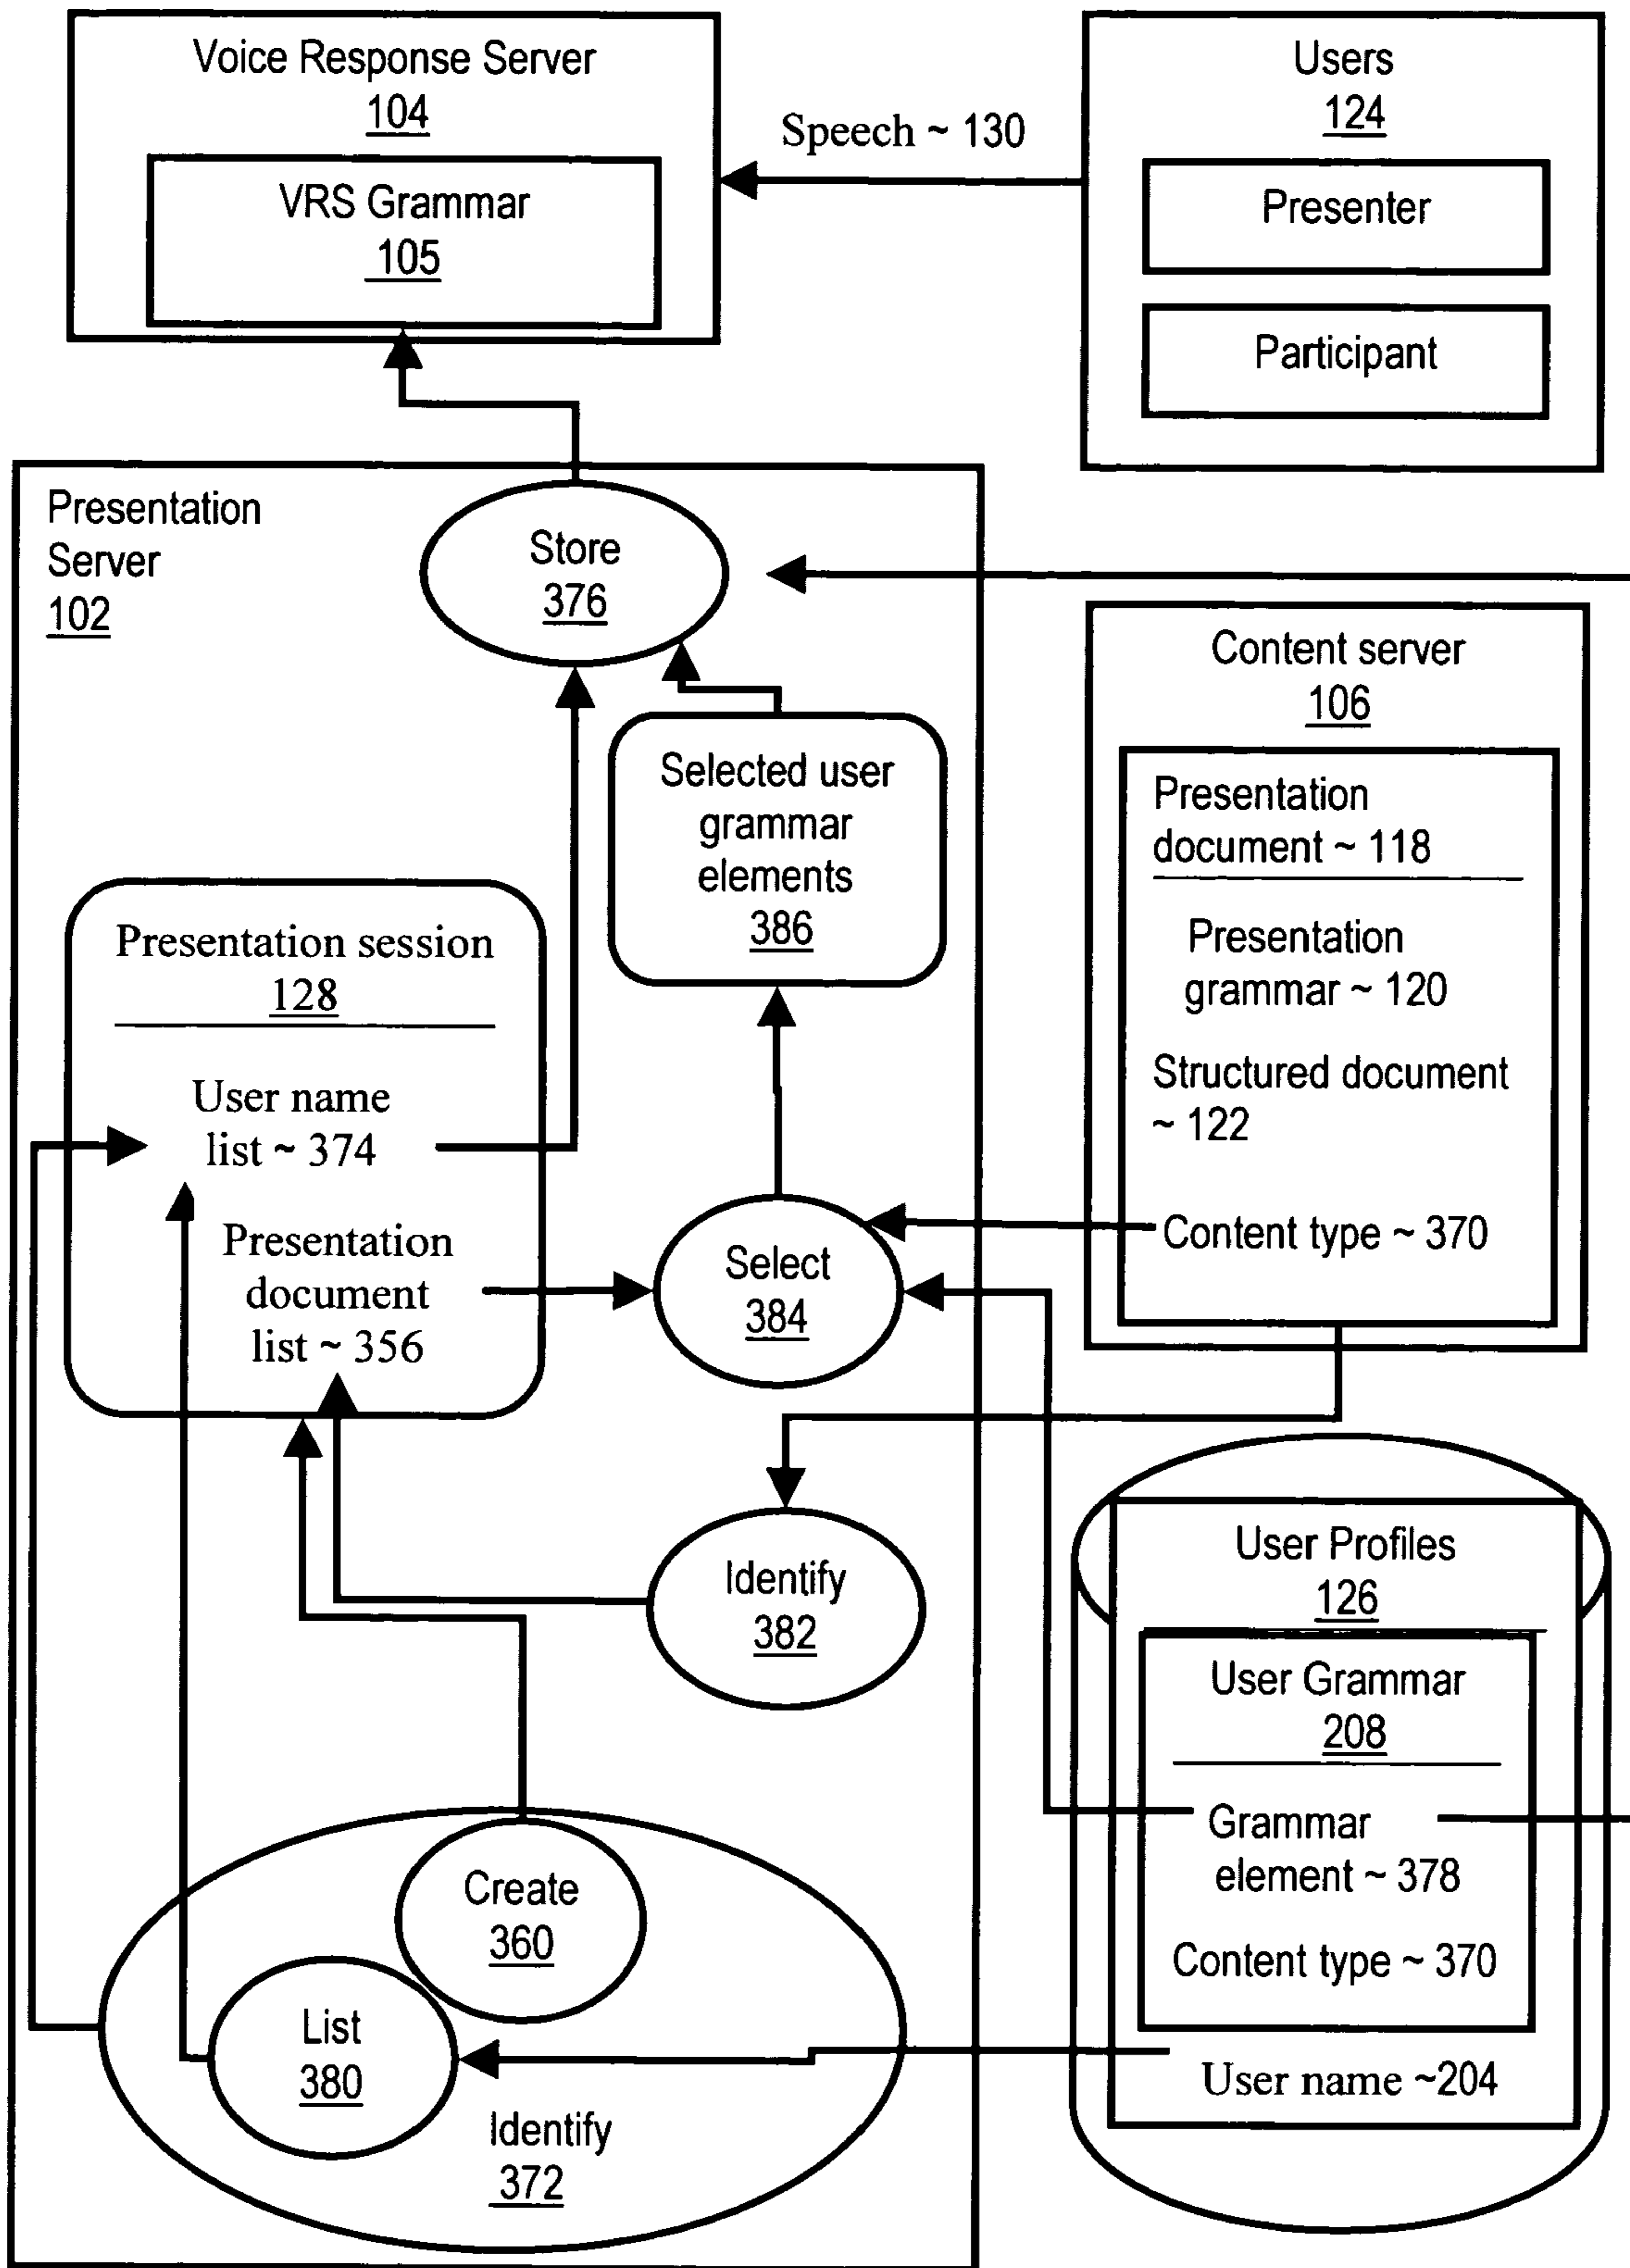 Voice Response Server
104
VRS Grammar
105
Speech ~ 130
Users
124
Presenter
Participant
Presentation
Server
102
Store
376
Selected user
grammar
elements
386
Content server
106
Presentation
document ~ 118
Presentation
grammar ~ 120
Structured document
~ 122
Content type ~ 370
Presentation session
128
User name
list ~ 374
Presentation
document
list ~ 356
Select
384
Identify
382
User Profiles
126
User Grammar
208
Grammar
element ~ 378
Content type ~ 370
User name ~204
Create
360
List
380
Identify
372